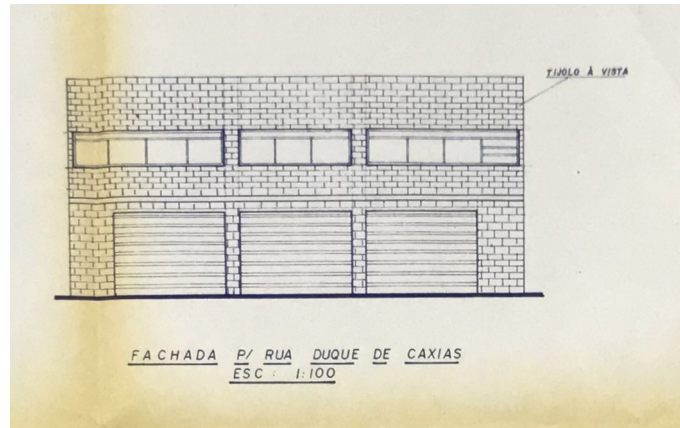 TIJOLO À VISTA
FACHADA P/ RUA DUQUE DE CAXIAS
ESC: 1:100